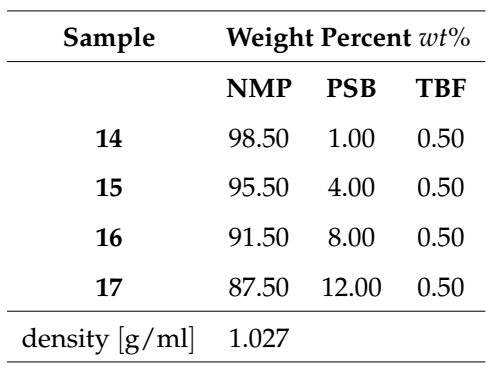 Sample Weight Percent wt%
NMP PSB TBF
14 98.50 1.00 0.50
15 95.50 4.00 0.50
16 91.50 8.00 0.50
17 87.50 12.00 0.50
density [g/ml] 1.027